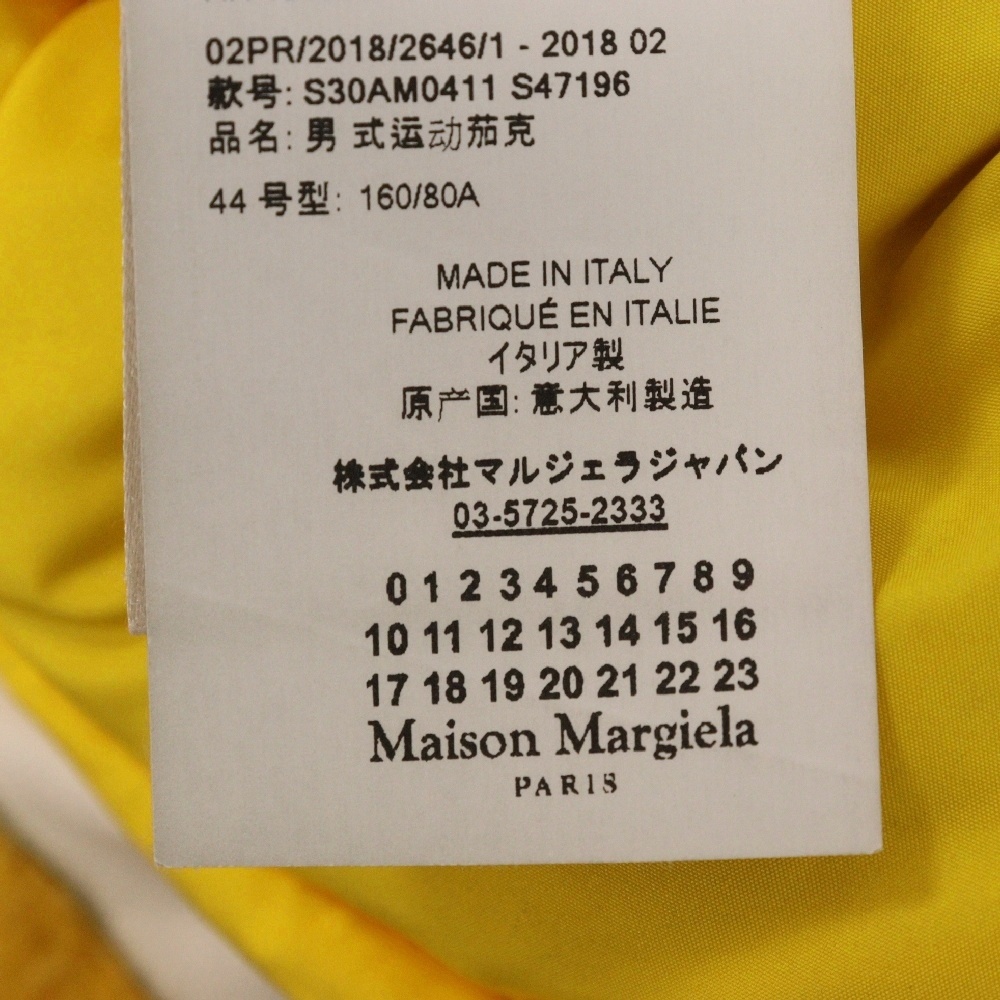 02PR/2018/2646/1 - 2018 02
款号: S30AM0411 S47196
品名: 男 式运动茄克
44 号型: 160/80A
MADE IN ITALY
FABRIQUÉ EN ITALIE
イタリア製
原产国: 意大利製造
株式会社マルジェラジャパン
03-5725-2333
0 1 2 3 4 5 6 7 8 9
10 11 12 13 14 15 16
17 18 19 20 21 22 23
Maison Margiela
PARIS